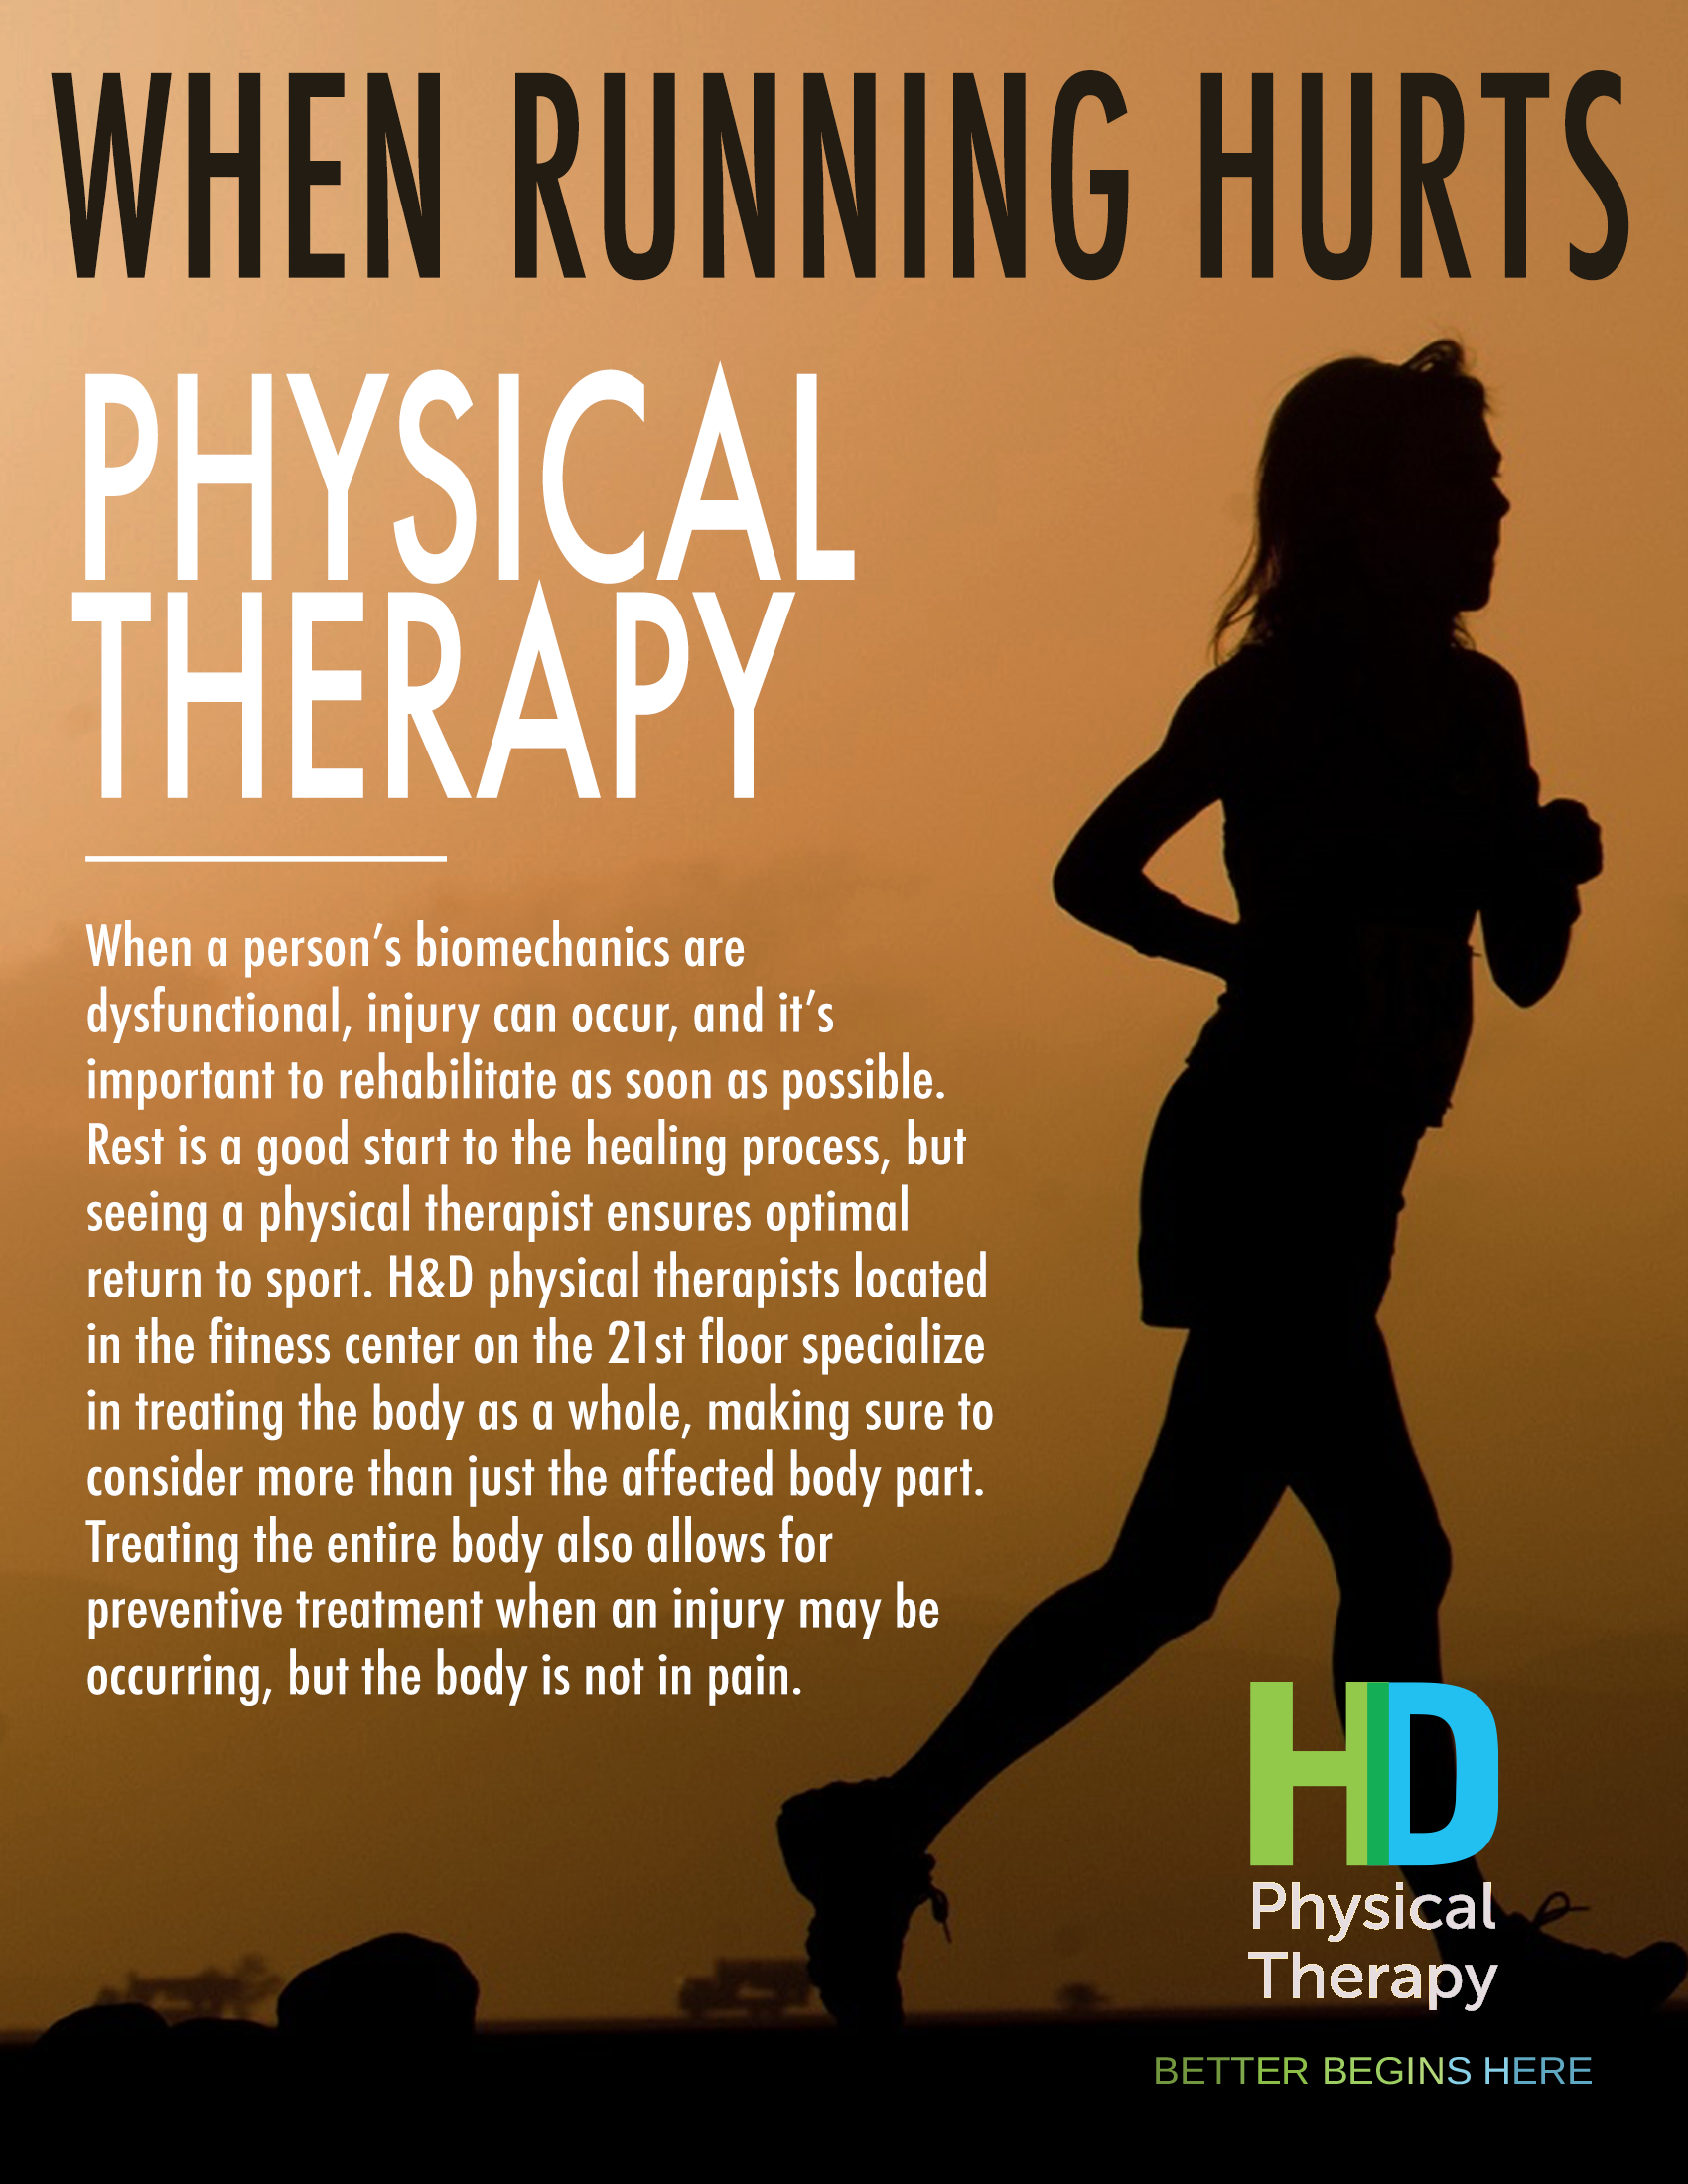 WHEN RUNNING HURTS
PHYSICAL
THERAPY
When a person’s biomechanics are
dysfunctional, injury can occur, and it’s
important to rehabilitate as soon as possible.
Rest is a good start to the healing process, but
seeing a physical therapist ensures optimal
return to sport. H&D physical therapists located
in the fitness center on the 21st floor specialize
in treating the body as a whole, making sure to
consider more than just the affected body part.
Treating the entire body also allows for
preventive treatment when an injury may be
occurring, but the body is not in pain.
HD
Physical
Therapy
BETTER BEGINS HERE